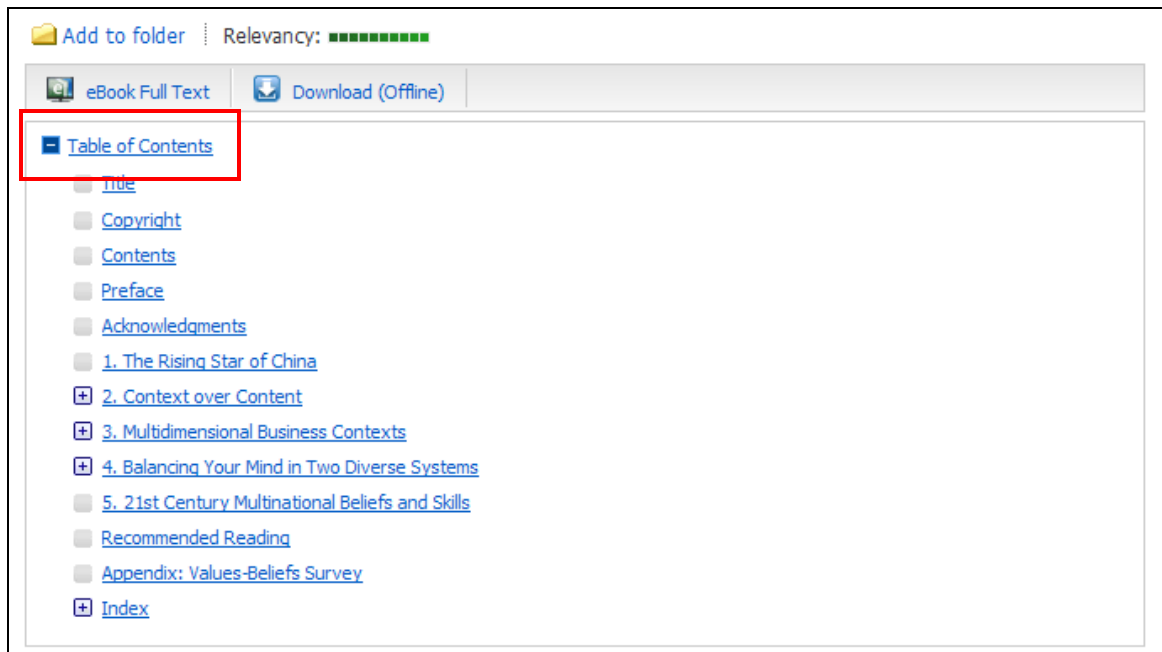 Add to folder Relevancy:
eBook Full Text Download (Offline)
Table of Contents
Title
Copyright
Contents
Preface
Acknowledgments
1. The Rising Star of China
2. Context over Content
3. Multidimensional Business Contexts
4. Balancing Your Mind in Two Diverse Systems
5. 21st Century Multinational Beliefs and Skills
Recommended Reading
Appendix: Values-Beliefs Survey
Index